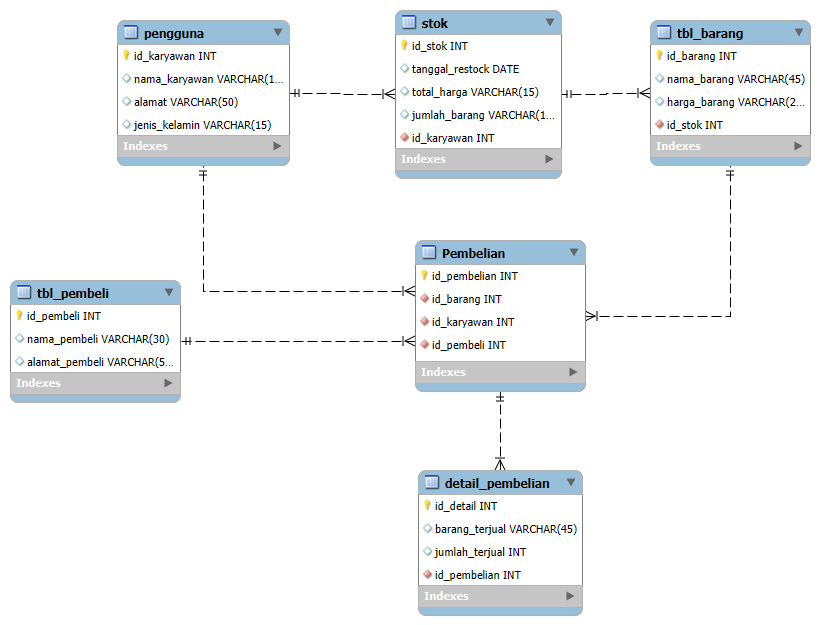 pengguna
id_karyawan INT
nama_karyawan VARCHAR(1...
alamat VARCHAR(50)
jenis_kelamin VARCHAR(15)
Indexes
stok
id_stok INT
tanggal_restock DATE
total_harga VARCHAR(15)
jumlah_barang VARCHAR(1...
id_karyawan INT
Indexes
tbl_barang
id_barang INT
nama_barang VARCHAR(45)
harga_barang VARCHAR(2...
id_stok INT
Indexes
tbl_pembeli
id_pembeli INT
nama_pembeli VARCHAR(30)
alamat_pembeli VARCHAR(5...
Indexes
Pembelian
id_pembelian INT
id_barang INT
id_karyawan INT
id_pembeli INT
Indexes
detail_pembelian
id_detail INT
barang_terjual VARCHAR(45)
jumlah_terjual INT
id_pembelian INT
Indexes